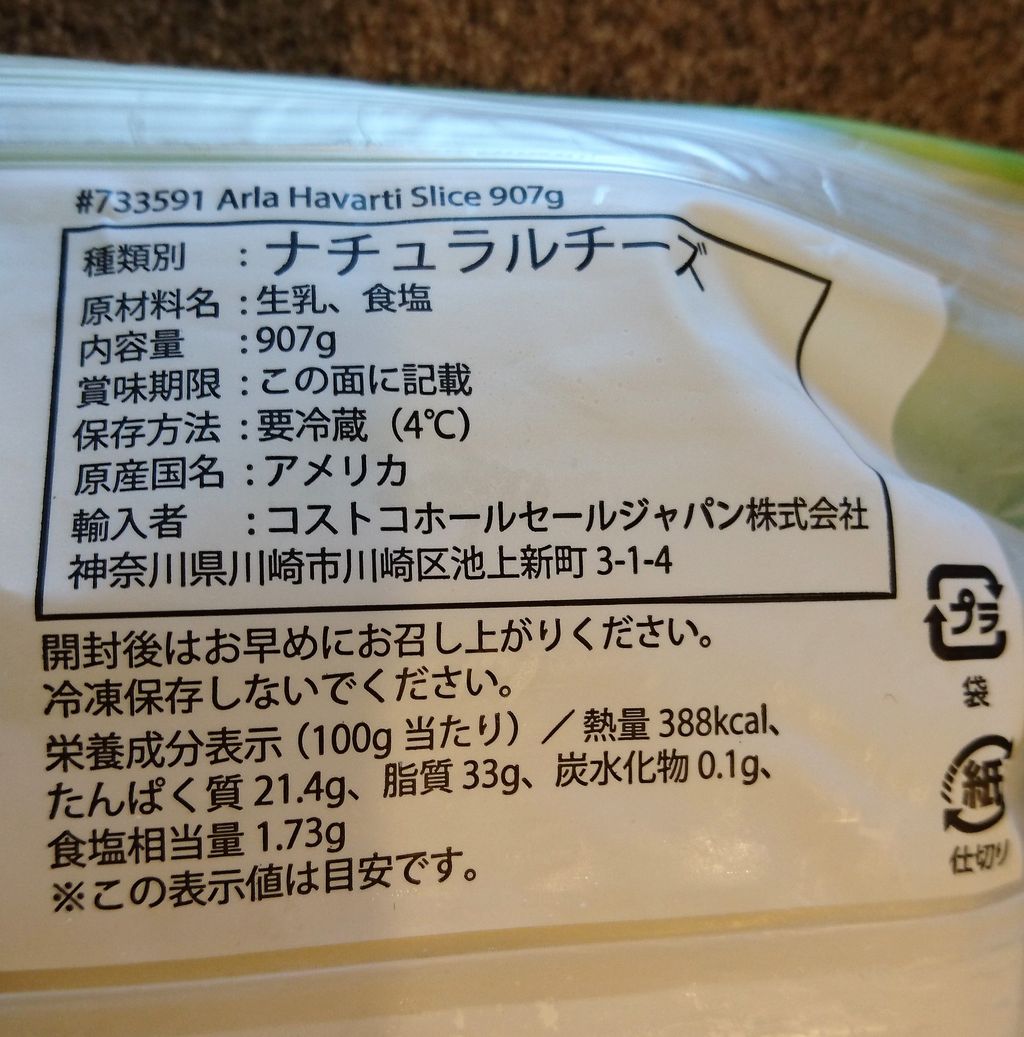 #733591 Arla Havarti Slice 907g
種類別 : ナチュラルチーズ
原材料名 : 生乳、食塩
内容量 : 907g
賞味期限 : この面に記載
保存方法 : 要冷蔵（4℃）
原産国名 : アメリカ
輸入者 : コストコホールセールジャパン株式会社
神奈川県川崎市川崎区池上新町 3-1-4
開封後はお早めにお召し上がりください。
冷凍保存しないでください。
栄養成分表示（100g 当たり）／熱量 388kcal、
たんぱく質 21.4g、脂質 33g、炭水化物 0.1g、
食塩相当量 1.73g
※この表示値は目安です。
プラ
袋
紙
仕切り